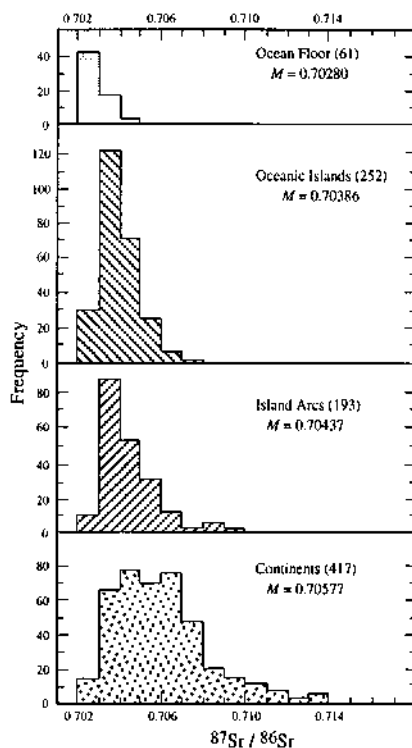 0.702 0.706 0.710 0.714
Ocean Floor (61)
M = 0.70280
40
20
0
Oceanic Islands (252)
M = 0.70386
120
100
80
60
40
20
0
Frequency
Island Arcs (193)
M = 0.70437
80
60
40
20
0
Continents (417)
M = 0.70577
80
60
40
20
0
0 702 0.706 0.710 0.714
87Sr / 86Sr